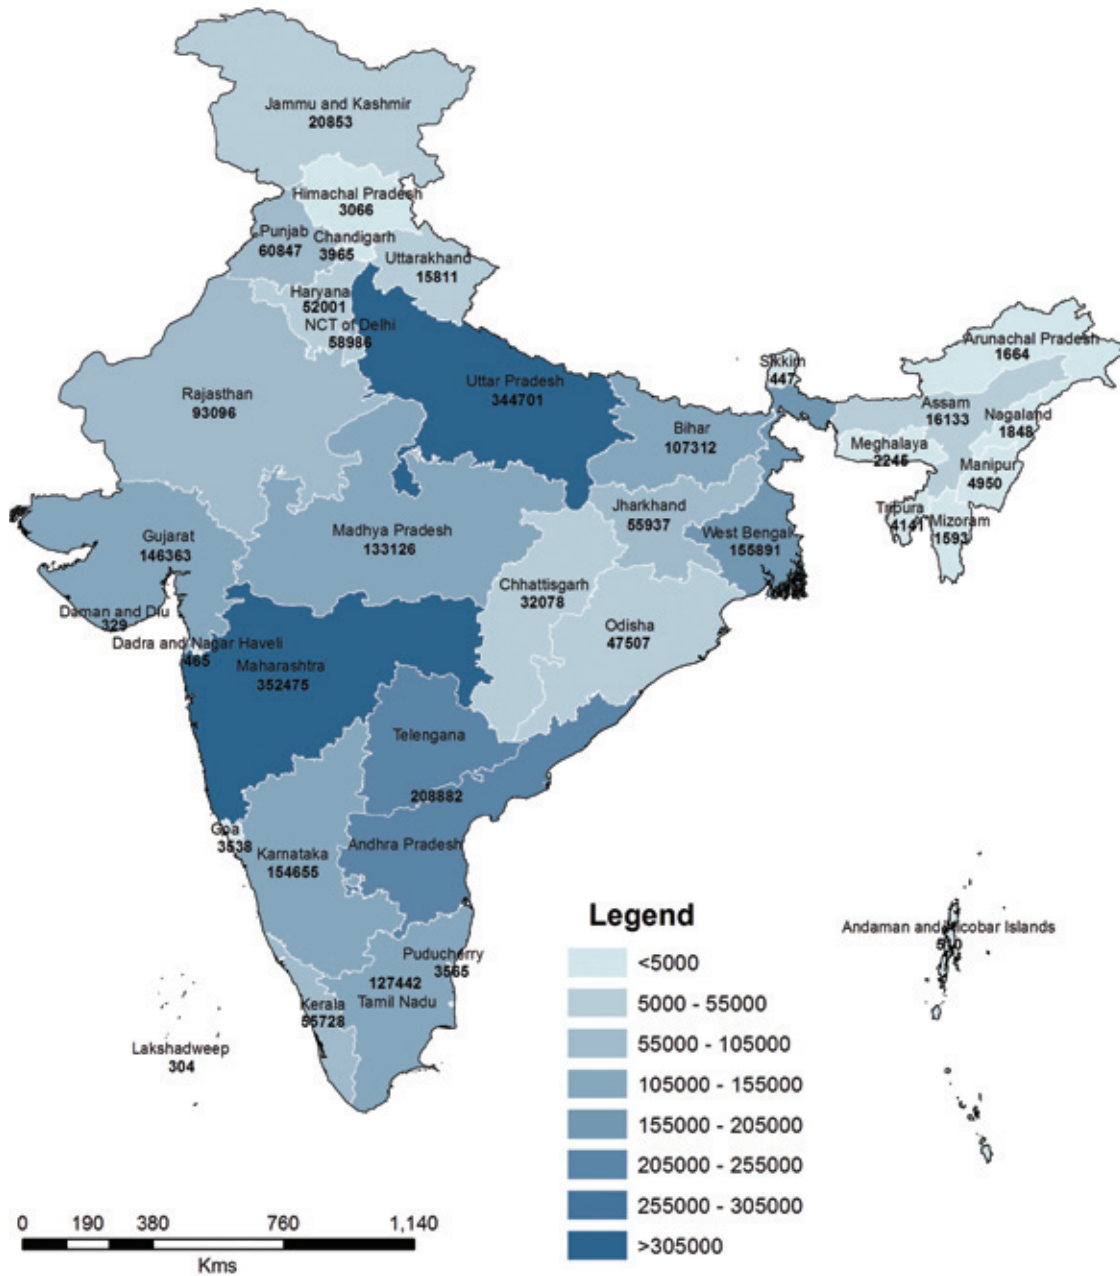 Jammu and Kashmir
20853
Himachal Pradesh
3066
Punjab
60847
Chandigarh
3965
Uttarakhand
15811
Haryana
52001
NCT of Delhi
58986
Rajasthan
93096
Uttar Pradesh
344701
Bihar
107312
Sikkim
447
Arunachal Pradesh
1664
Assam
16133
Nagaland
1848
Meghalaya
2245
Manipur
4950
Tripura
4141
Mizoram
1593
Gujarat
146363
Madhya Pradesh
133126
Jharkhand
55937
West Bengal
155891
Chhattisgarh
32078
Odisha
47507
Daman and Diu
329
Dadra and Nagar Haveli
465
Maharashtra
352475
Telengana
208882
Andhra Pradesh
Goa
3538
Karnataka
154655
Puducherry
3565
127442
Tamil Nadu
Kerala
55728
Lakshadweep
304
Andaman and Nicobar Islands
510
Legend
<5000
5000 - 55000
55000 - 105000
105000 - 155000
155000 - 205000
205000 - 255000
255000 - 305000
>305000
0 190 380 760 1,140
Kms